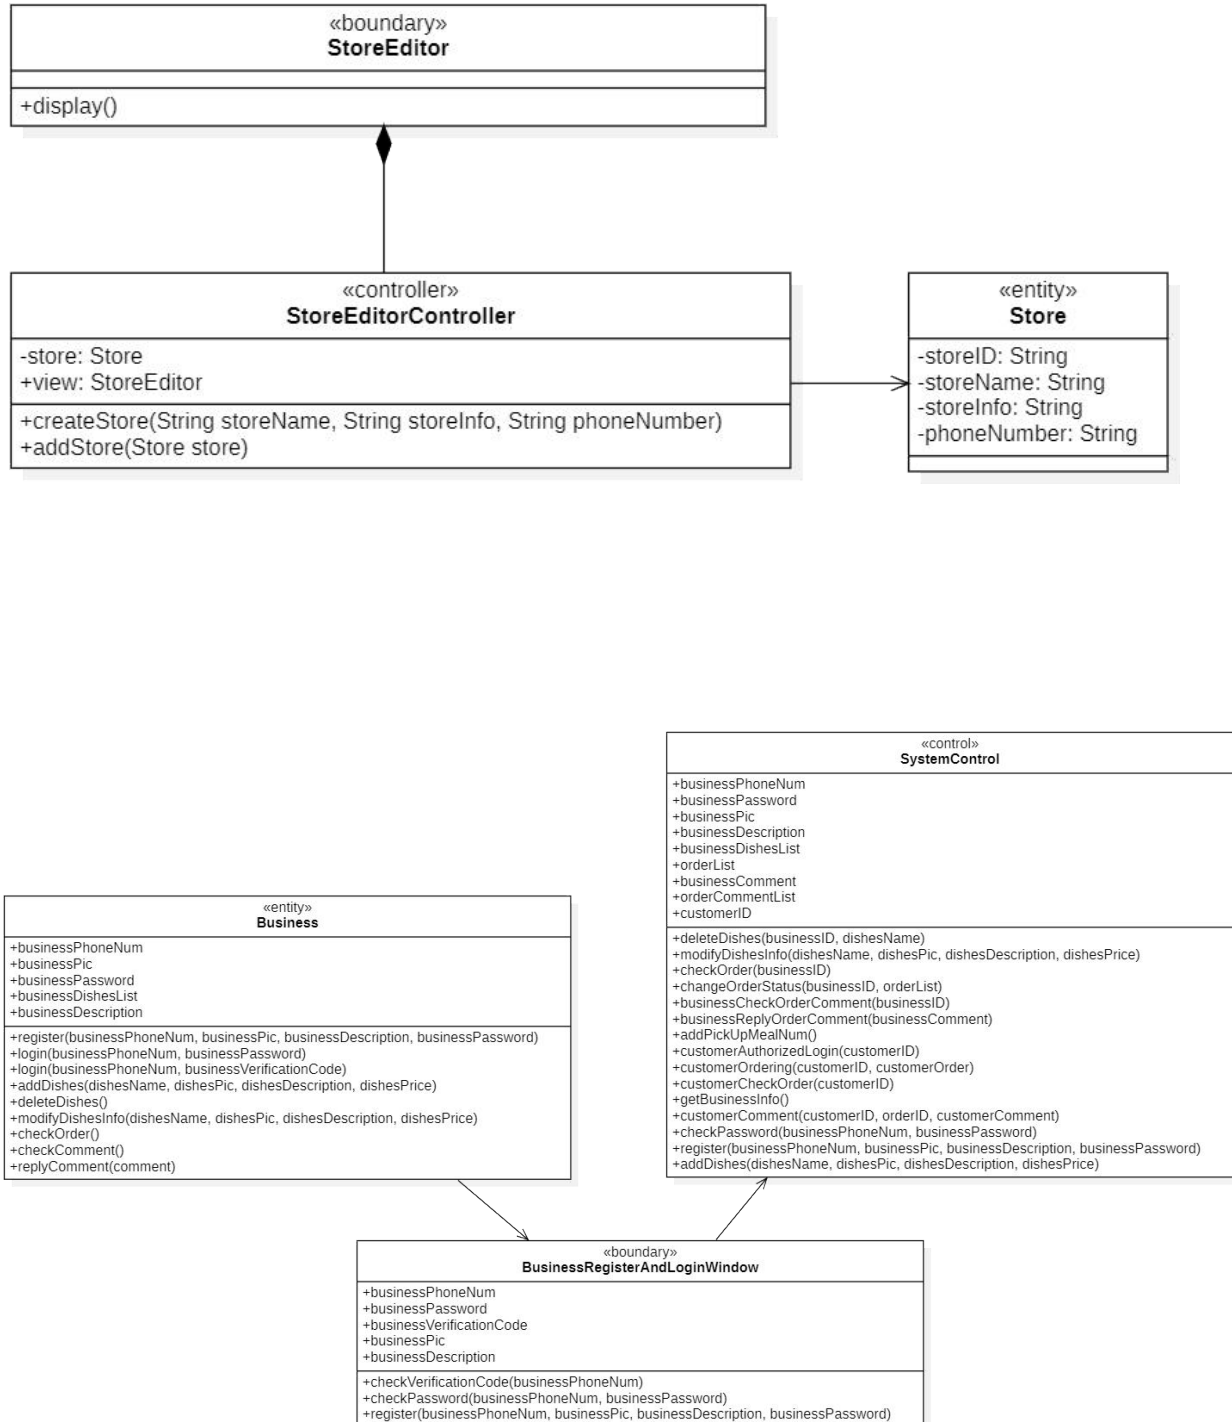 «boundary»
StoreEditor
+display()
«controller»
StoreEditorController
-store: Store
+view: StoreEditor
+createStore(String storeName, String storeInfo, String phoneNumber)
+addStore(Store store)
«entity»
Store
-storeID: String
-storeName: String
-storeInfo: String
-phoneNumber: String
«control»
SystemControl
+businessPhoneNum
+businessPassword
+businessPic
+businessDescription
+businessDishesList
+orderList
+businessComment
+orderCommentList
+customerID
+deleteDishes(businessID, dishesName)
+modifyDishesInfo(dishesName, dishesPic, dishesDescription, dishesPrice)
+checkOrder(businessID)
+changeOrderStatus(businessID, orderList)
+businessCheckOrderComment(businessID)
+businessReplyOrderComment(businessComment)
+addPickUpMealNum()
+customerAuthorizedLogin(customerID)
+customerOrdering(customerID, customerOrder)
+customerCheckOrder(customerID)
+getBusinessInfo()
+customerComment(customerID, orderID, customerComment)
+checkPassword(businessPhoneNum, businessPassword)
+register(businessPhoneNum, businessPic, businessDescription, businessPassword)
+addDishes(dishesName, dishesPic, dishesDescription, dishesPrice)
«entity»
Business
+businessPhoneNum
+businessPic
+businessPassword
+businessDishesList
+businessDescription
+register(businessPhoneNum, businessPic, businessDescription, businessPassword)
+login(businessPhoneNum, businessPassword)
+login(businessPhoneNum, businessVerificationCode)
+addDishes(dishesName, dishesPic, dishesDescription, dishesPrice)
+deleteDishes()
+modifyDishesInfo(dishesName, dishesPic, dishesDescription, dishesPrice)
+checkOrder()
+checkComment()
+replyComment(comment)
«boundary»
BusinessRegisterAndLoginWindow
+businessPhoneNum
+businessPassword
+businessVerificationCode
+businessPic
+businessDescription
+checkVerificationCode(businessPhoneNum)
+checkPassword(businessPhoneNum, businessPassword)
+register(businessPhoneNum, businessPic, businessDescription, businessPassword)